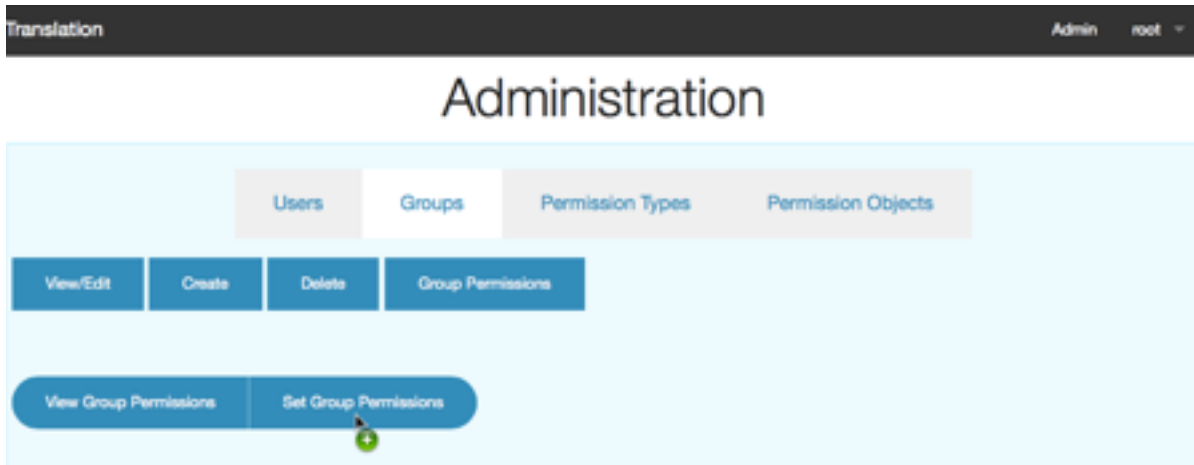 Translation Admin root
Administration
Users Groups Permission Types Permission Objects
View/Edit Create Delete Group Permissions
View Group Permissions Set Group Permissions